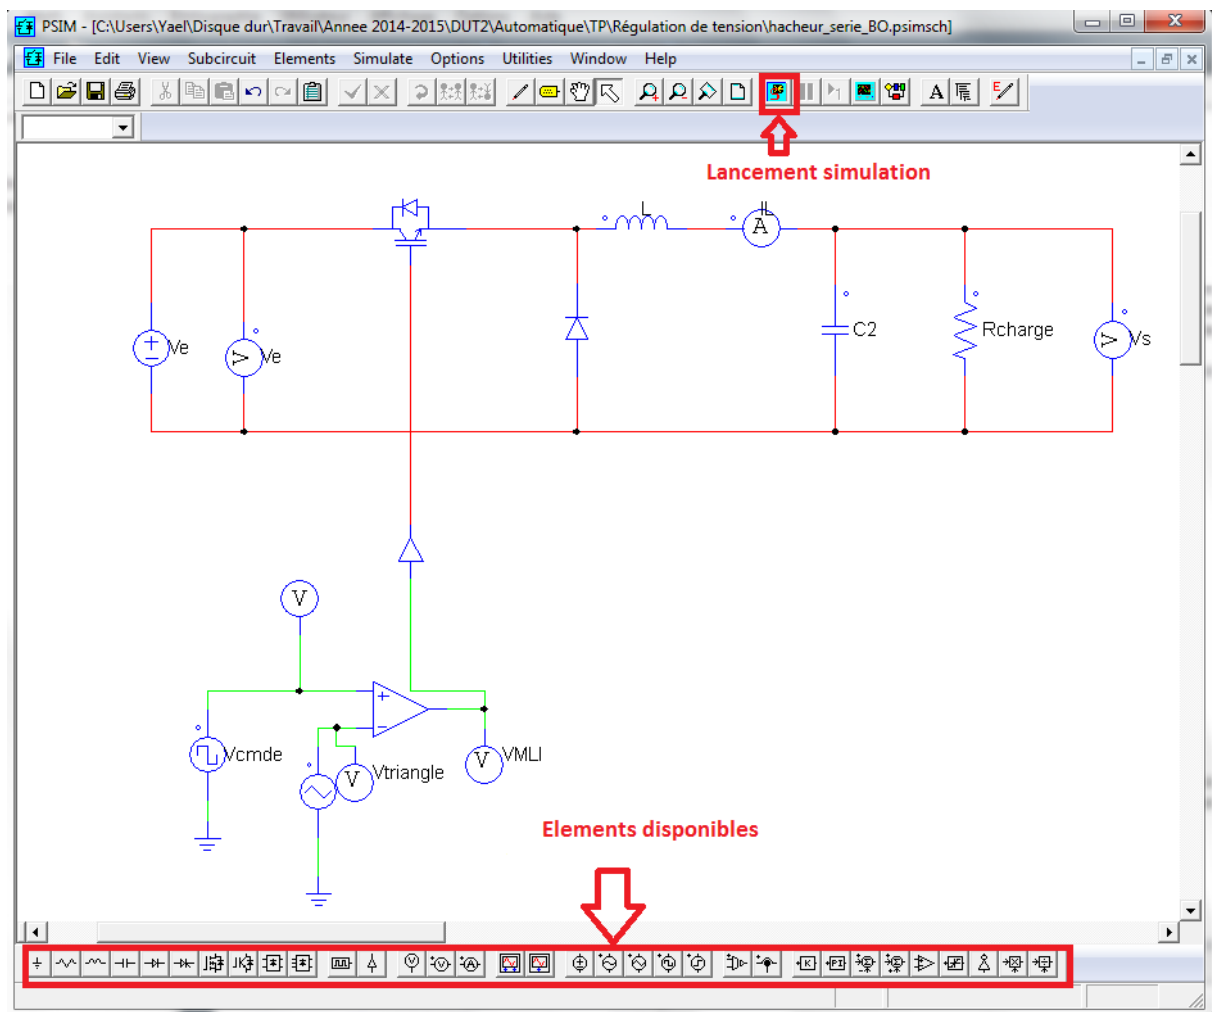 PSIM - [C:\Users\Yael\Disque dur\Travail\Annee 2014-2015\DUT2\Automatique\TP\Régulation de tension\hacheur_serie_BO.psimsch]
File Edit View Subcircuit Elements Simulate Options Utilities Window Help
Lancement simulation
L
IL
A
Ve
V
Ve
C2
Rcharge
V
Vs
V
Vcmde
V
Vtriangle
V
VMLI
Elements disponibles